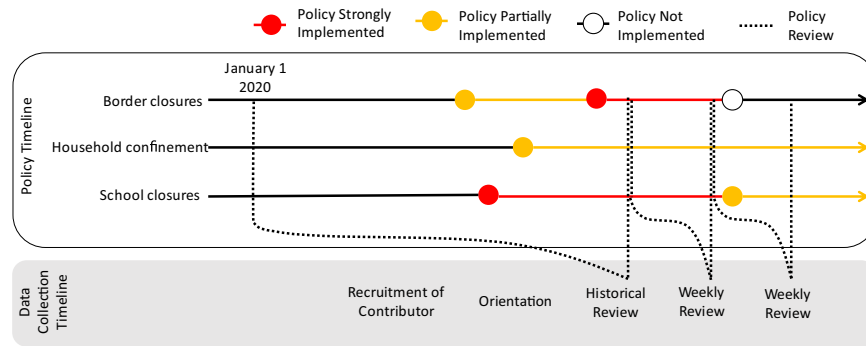 Policy Strongly
Implemented
Policy Partially
Implemented
Policy Not
Implemented
Policy
Review
Policy Timeline
January 1
2020
Border closures
Household confinement
School closures
Data
Collection
Timeline
Recruitment of
Contributor
Orientation
Historical
Review
Weekly
Review
Weekly
Review